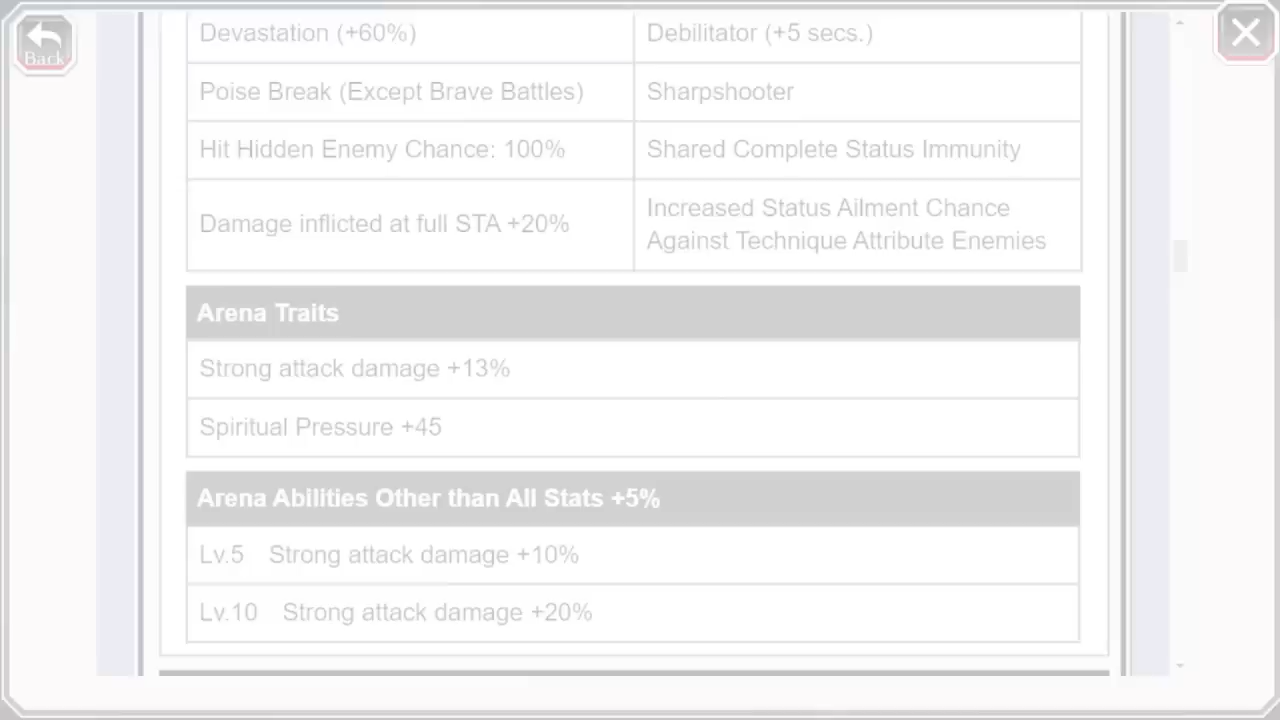 Back
Devastation (+60%)
Debilitator (+5 secs.)
Poise Break (Except Brave Battles)
Sharpshooter
Hit Hidden Enemy Chance: 100%
Shared Complete Status Immunity
Damage inflicted at full STA +20%
Increased Status Ailment Chance
Against Technique Attribute Enemies
Arena Traits
Strong attack damage +13%
Spiritual Pressure +45
Arena Abilities Other than All Stats +5%
Lv.5 Strong attack damage +10%
Lv.10 Strong attack damage +20%